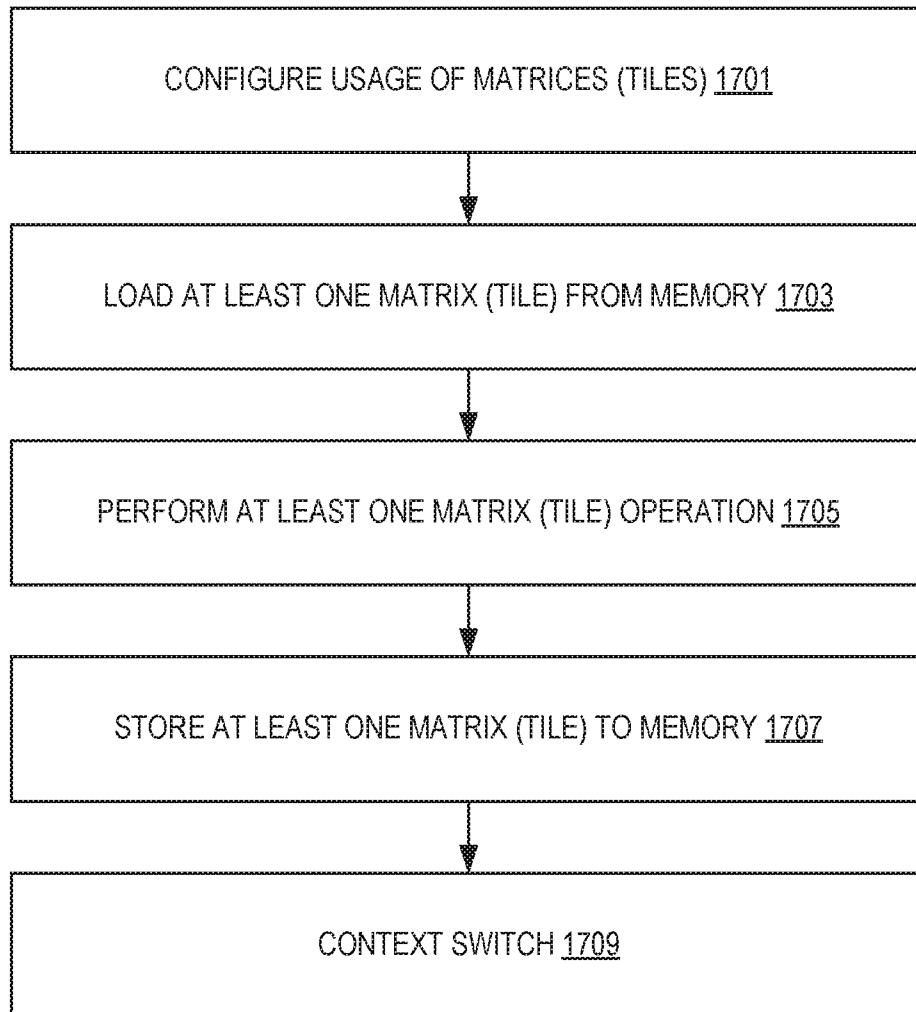 CONFIGURE USAGE OF MATRICES (TILES) 1701
LOAD AT LEAST ONE MATRIX (TILE) FROM MEMORY 1703
PERFORM AT LEAST ONE MATRIX (TILE) OPERATION 1705
STORE AT LEAST ONE MATRIX (TILE) TO MEMORY 1707
CONTEXT SWITCH 1709